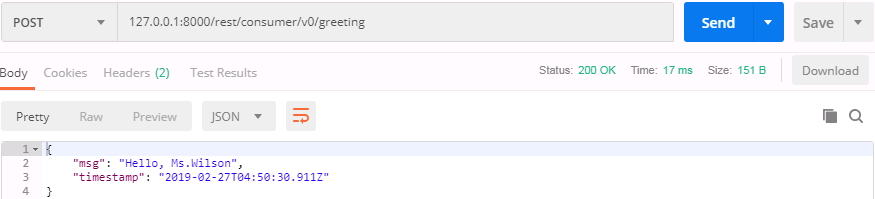 POST 127.0.0.1:8000/rest/consumer/v0/greeting Send Save
Body Cookies Headers (2) Test Results Status: 200 OK Time: 17 ms Size: 151 B Download
Pretty Raw Preview JSON
1 {
2 "msg": "Hello, Ms.Wilson",
3 "timestamp": "2019-02-27T04:50:30.911Z"
4 }